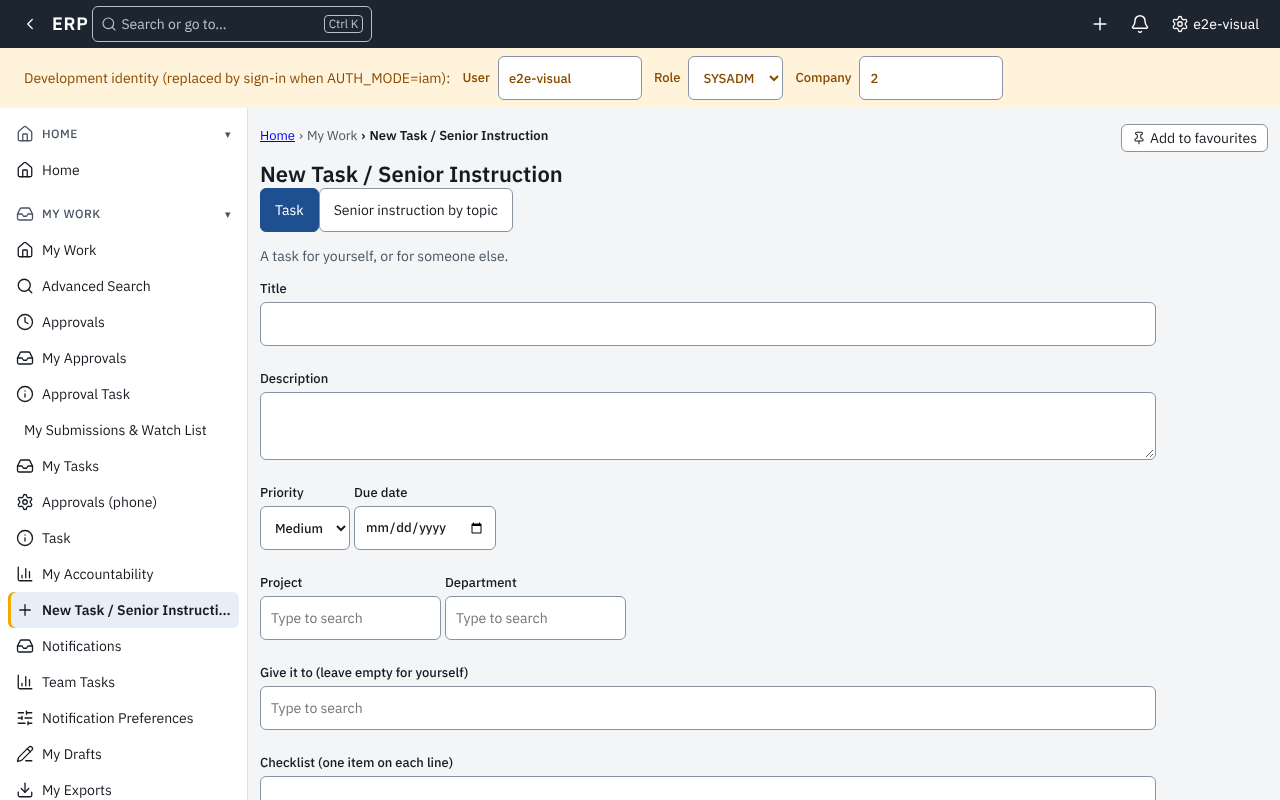 ERP
Search or go to...
Ctrl K
e2e-visual
Development identity (replaced by sign-in when AUTH_MODE=iam):
User
e2e-visual
Role
SYSADM
Company
2
HOME
Home
MY WORK
My Work
Advanced Search
Approvals
My Approvals
Approval Task
My Submissions & Watch List
My Tasks
Approvals (phone)
Task
My Accountability
New Task / Senior Instructi...
Notifications
Team Tasks
Notification Preferences
My Drafts
My Exports
Home › My Work › New Task / Senior Instruction
Add to favourites
New Task / Senior Instruction
Task
Senior instruction by topic
A task for yourself, or for someone else.
Title
Description
Priority
Due date
Medium
mm/dd/yyyy
Project
Department
Type to search
Type to search
Give it to (leave empty for yourself)
Type to search
Checklist (one item on each line)